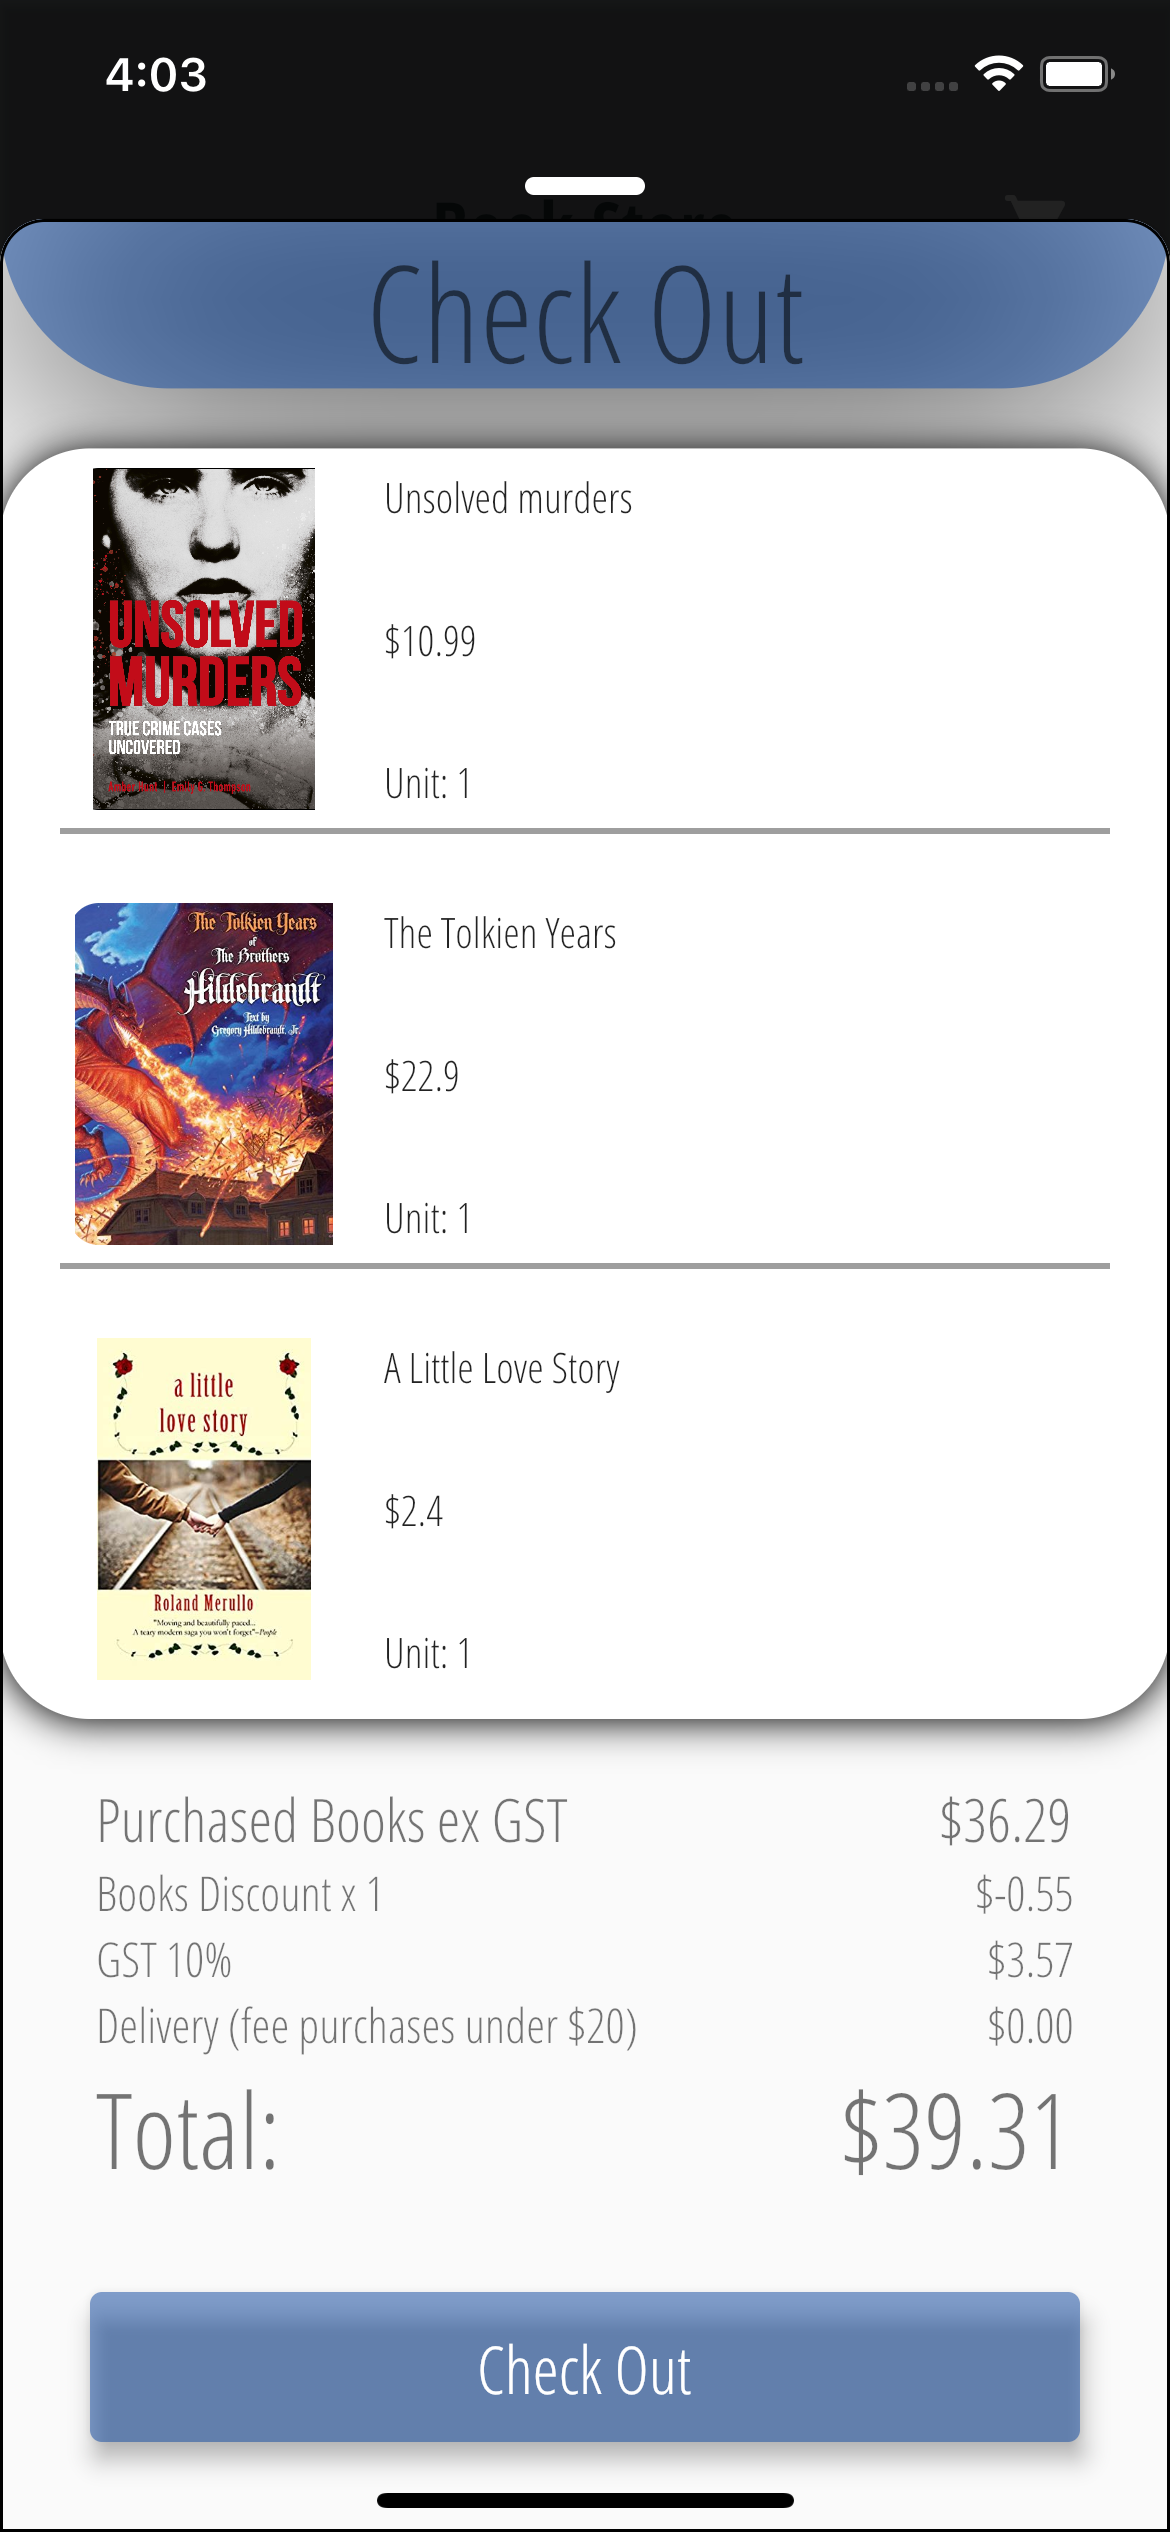 4:03
Book Store
Check Out
UNSOLVED
MURDERS
TRUE CRIME CASES
UNCOVERED
Unsolved murders
$10.99
Unit: 1
The Tolkien Years
of
The Brothers
Hildebrandt
Text by
Gregory Hildebrandt, Jr.
The Tolkien Years
$22.9
Unit: 1
a little
love story
Roland Merullo
"Moving and beautifully paced...
A teary modern saga you won't forget"–People
A Little Love Story
$2.4
Unit: 1
Purchased Books ex GST $36.29
Books Discount x 1 $-0.55
GST 10% $3.57
Delivery (fee purchases under $20) $0.00
Total: $39.31
Check Out